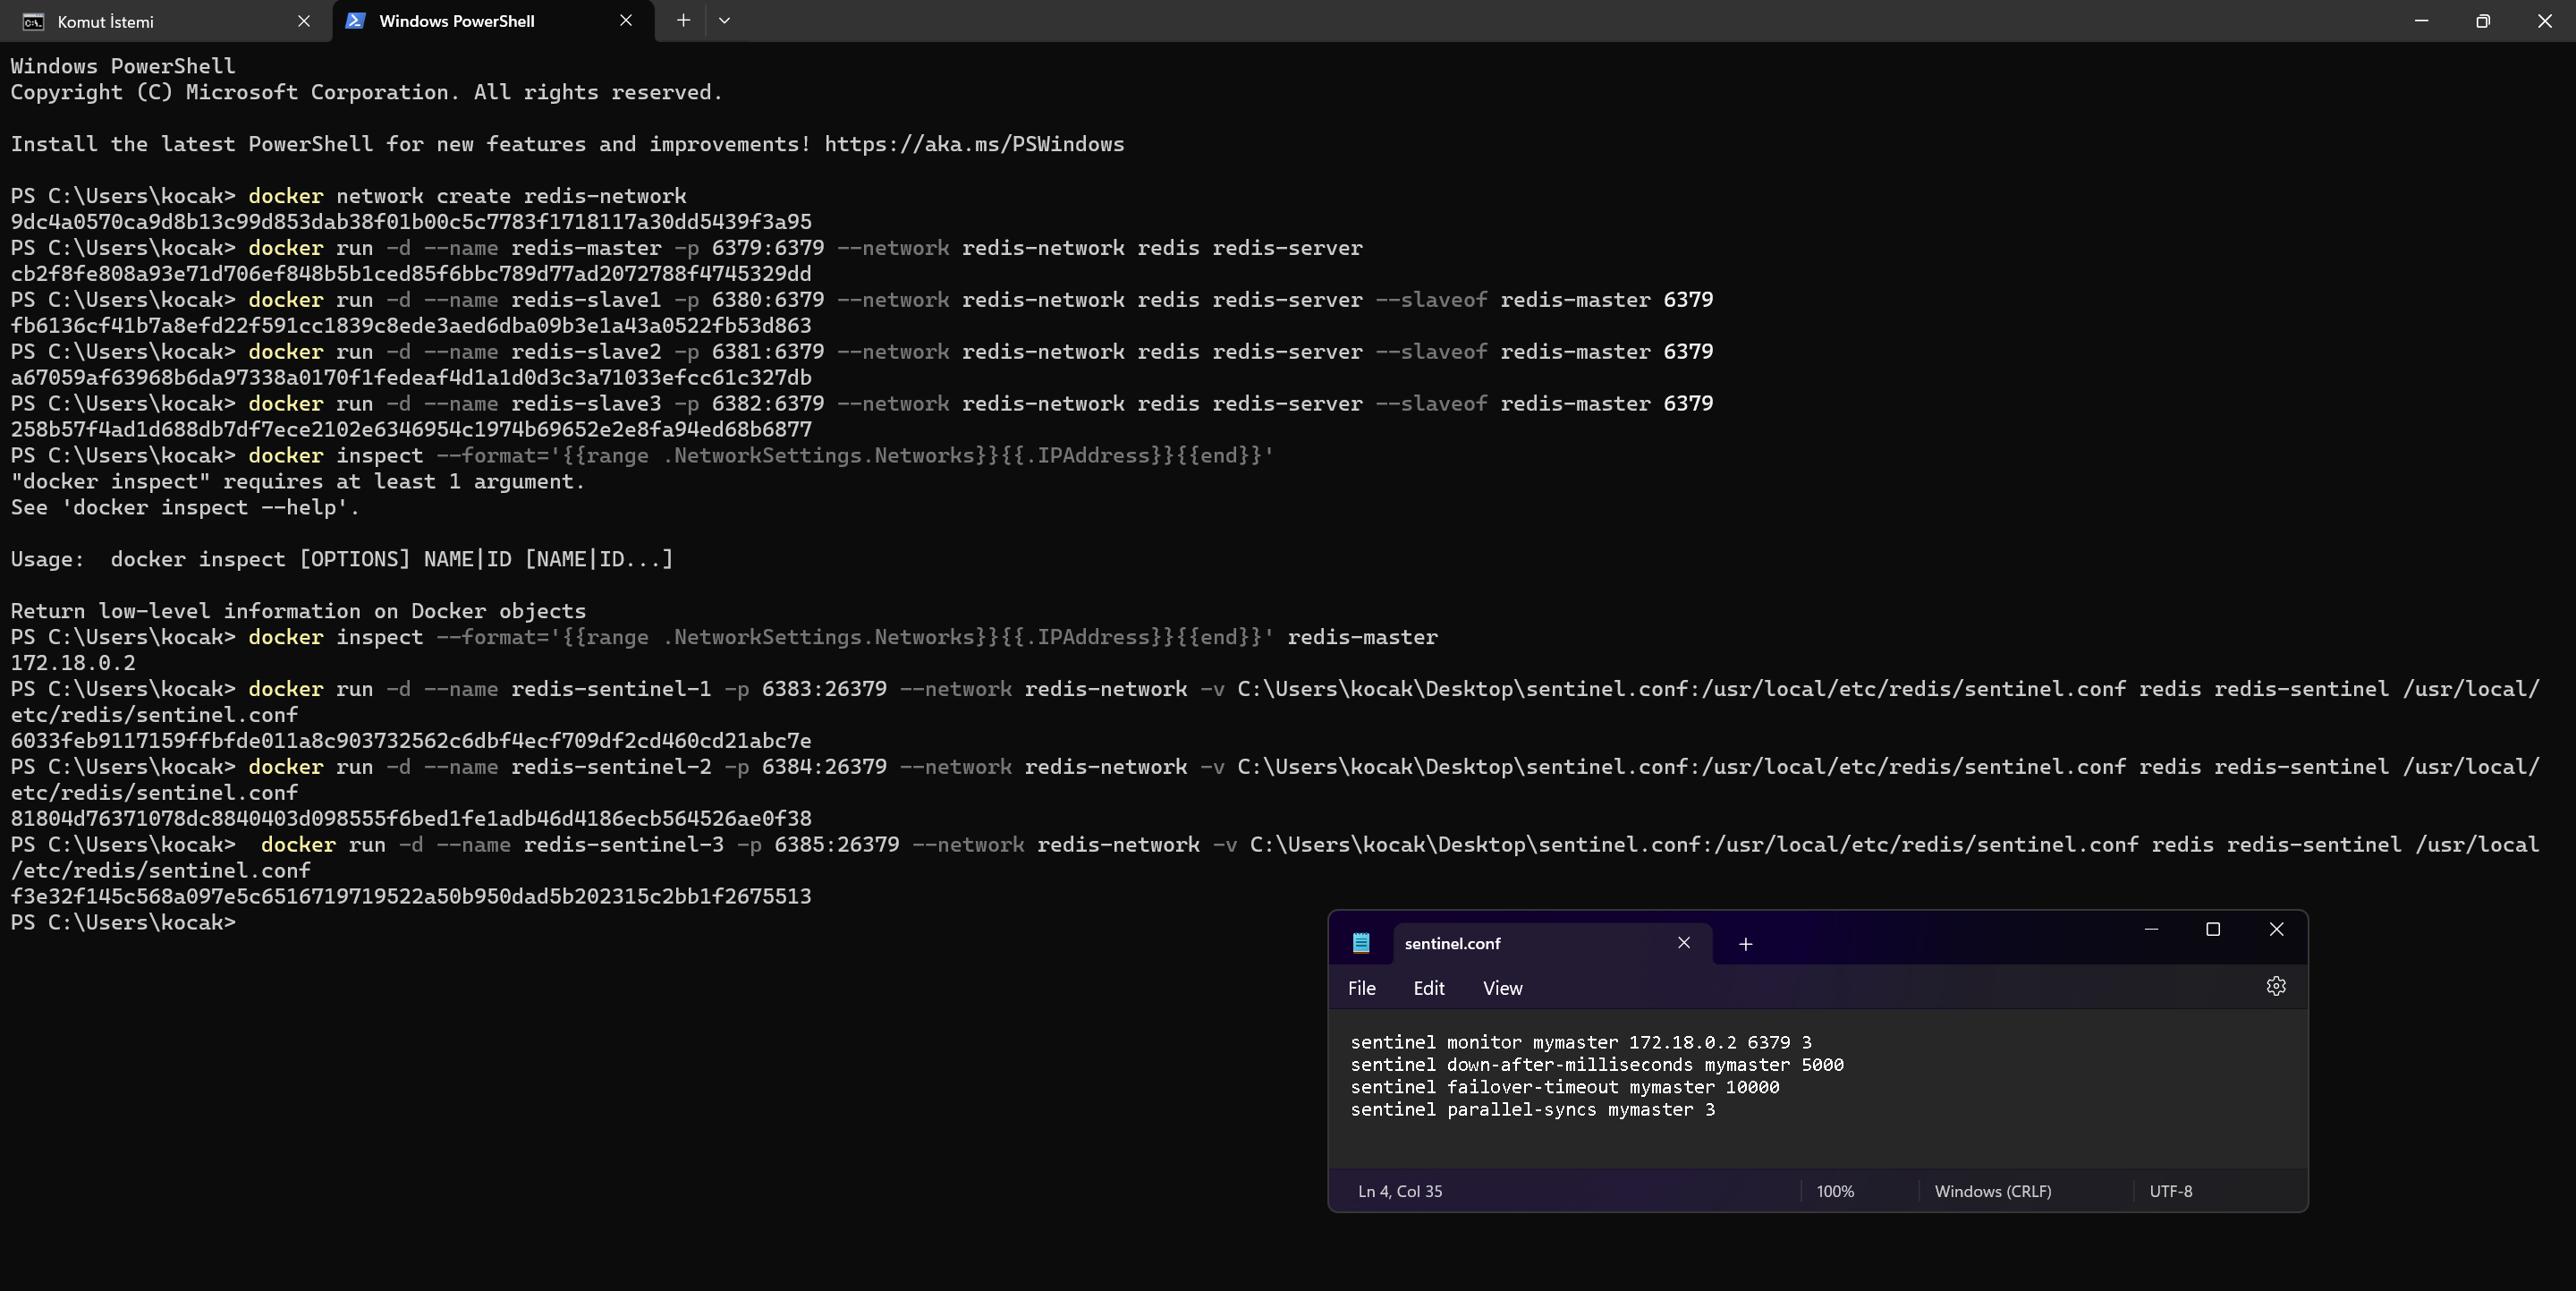 Komut İstemi
Windows PowerShell
Windows PowerShell
Copyright (C) Microsoft Corporation. All rights reserved.
Install the latest PowerShell for new features and improvements! https://aka.ms/PSWindows
PS C:\Users\kocak> docker network create redis-network
9dc4a0570ca9d8b13c99d853dab38f01b00c5c7783f1718117a30dd5439f3a95
PS C:\Users\kocak> docker run -d --name redis-master -p 6379:6379 --network redis-network redis redis-server
cb2f8fe808a93e71d706ef848b5b1ced85f6bbc789d77ad2072788f4745329dd
PS C:\Users\kocak> docker run -d --name redis-slave1 -p 6380:6379 --network redis-network redis redis-server --slaveof redis-master 6379
fb6136cf41b7a8efd22f591cc1839c8ede3aed6dba09b3e1a43a0522fb53d863
PS C:\Users\kocak> docker run -d --name redis-slave2 -p 6381:6379 --network redis-network redis redis-server --slaveof redis-master 6379
a67059af63968b6da97338a0170f1fedeaf4d1a1d0d3c3a71033efcc61c327db
PS C:\Users\kocak> docker run -d --name redis-slave3 -p 6382:6379 --network redis-network redis redis-server --slaveof redis-master 6379
258b57f4ad1d688db7df7ece2102e6346954c1974b69652e2e8fa94ed68b6877
PS C:\Users\kocak> docker inspect --format='{{range .NetworkSettings.Networks}}{{.IPAddress}}{{end}}'
"docker inspect" requires at least 1 argument.
See 'docker inspect --help'.
Usage:  docker inspect [OPTIONS] NAME|ID [NAME|ID...]
Return low-level information on Docker objects
PS C:\Users\kocak> docker inspect --format='{{range .NetworkSettings.Networks}}{{.IPAddress}}{{end}}' redis-master
172.18.0.2
PS C:\Users\kocak> docker run -d --name redis-sentinel-1 -p 6383:26379 --network redis-network -v C:\Users\kocak\Desktop\sentinel.conf:/usr/local/etc/redis/sentinel.conf redis redis-sentinel /usr/local/
etc/redis/sentinel.conf
6033feb9117159ffbfde011a8c903732562c6dbf4ecf709df2cd460cd21abc7e
PS C:\Users\kocak> docker run -d --name redis-sentinel-2 -p 6384:26379 --network redis-network -v C:\Users\kocak\Desktop\sentinel.conf:/usr/local/etc/redis/sentinel.conf redis redis-sentinel /usr/local/
etc/redis/sentinel.conf
81804d76371078dc8840403d098555f6bed1fe1adb46d4186ecb564526ae0f38
PS C:\Users\kocak>  docker run -d --name redis-sentinel-3 -p 6385:26379 --network redis-network -v C:\Users\kocak\Desktop\sentinel.conf:/usr/local/etc/redis/sentinel.conf redis redis-sentinel /usr/local
/etc/redis/sentinel.conf
f3e32f145c568a097e5c6516719719522a50b950dad5b202315c2bb1f2675513
PS C:\Users\kocak>
sentinel.conf
File Edit View
sentinel monitor mymaster 172.18.0.2 6379 3
sentinel down-after-milliseconds mymaster 5000
sentinel failover-timeout mymaster 10000
sentinel parallel-syncs mymaster 3
Ln 4, Col 35 100% Windows (CRLF) UTF-8